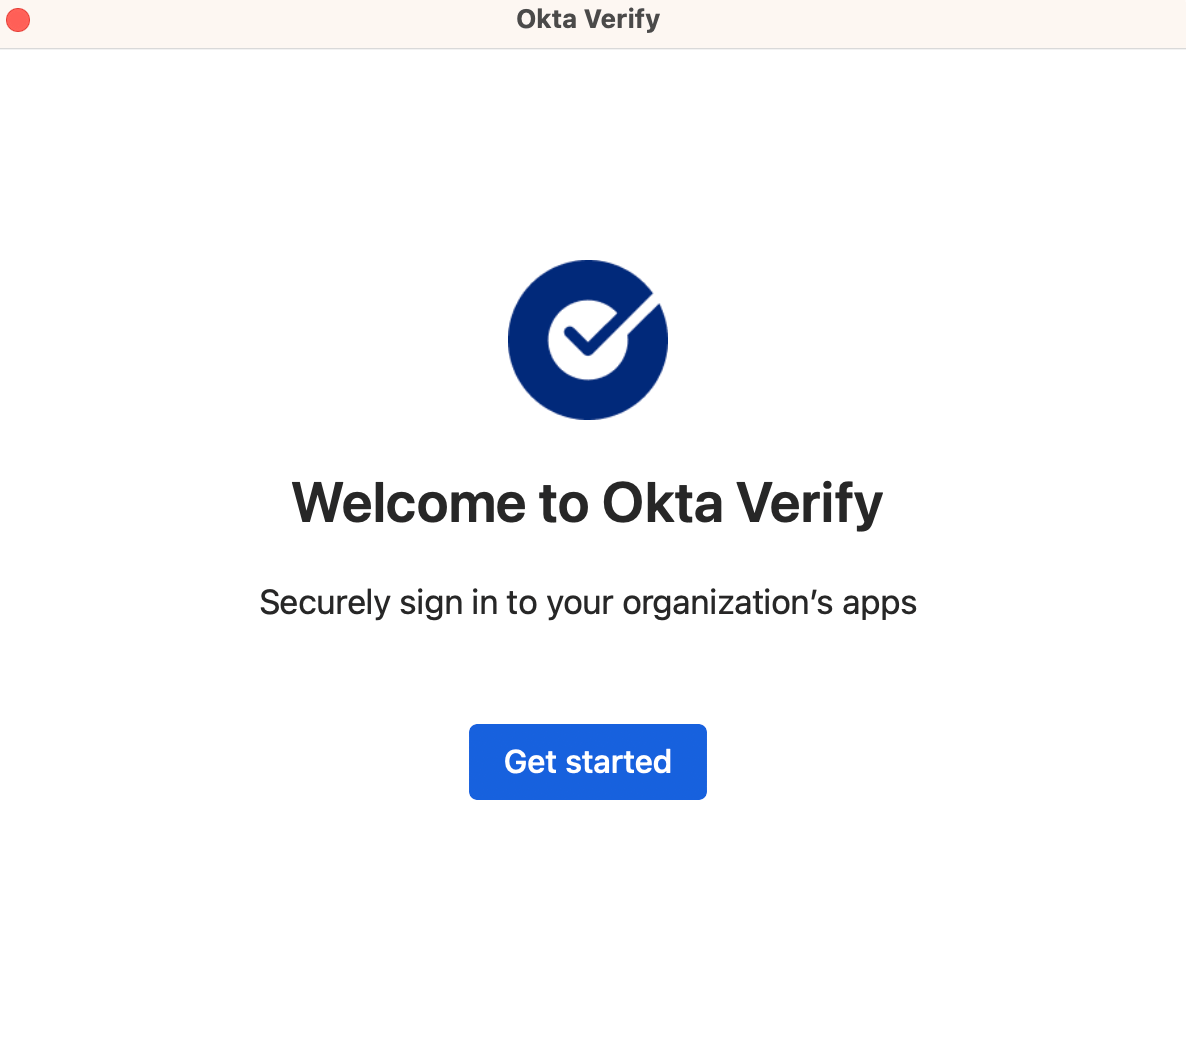 Okta Verify
Welcome to Okta Verify
Securely sign in to your organization’s apps
Get started